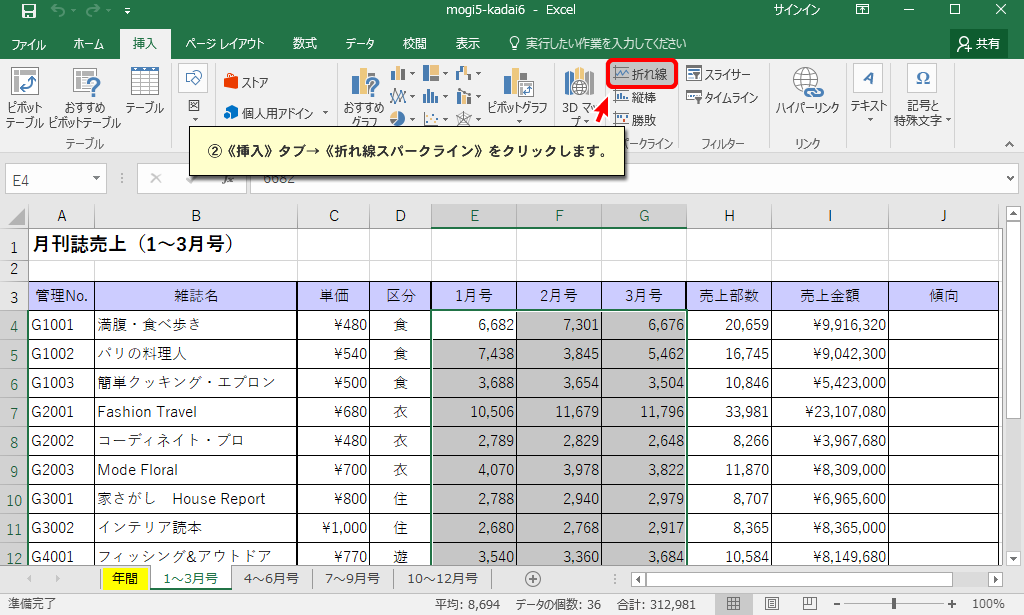 mogi5-kadai6 - Excel
サインイン
ファイル ホーム 挿入 ページ レイアウト 数式 データ 校閲 表示 実行したい作業を入力してください 共有
ピボット
テーブル
おすすめ
ピボットテーブル
テーブル
テーブル
図
ストア
個人用アドイン
おすすめ
グラフ
ピボットグラフ
3D マッ
プ
折れ線
縦棒
勝敗
パークライン
スライサー
タイムライン
フィルター
ハイパーリンク
リンク
テキスト
記号と
特殊文字
②《挿入》タブ→《折れ線スパークライン》をクリックします。
E4 fx 6682
A B C D E F G H I J
1 月刊誌売上（1～3月号）
2
3 管理No. 雑誌名 単価 区分 1月号 2月号 3月号 売上部数 売上金額 傾向
4 G1001 満腹・食べ歩き ¥480 食 6,682 7,301 6,676 20,659 ¥9,916,320
5 G1002 パリの料理人 ¥540 食 7,438 3,845 5,462 16,745 ¥9,042,300
6 G1003 簡単クッキング・エプロン ¥500 食 3,688 3,654 3,504 10,846 ¥5,423,000
7 G2001 Fashion Travel ¥680 衣 10,506 11,679 11,796 33,981 ¥23,107,080
8 G2002 コーディネイト・プロ ¥480 衣 2,789 2,829 2,648 8,266 ¥3,967,680
9 G2003 Mode Floral ¥700 衣 4,070 3,978 3,822 11,870 ¥8,309,000
10 G3001 家さがし　House Report ¥800 住 2,788 2,940 2,979 8,707 ¥6,965,600
11 G3002 インテリア読本 ¥1,000 住 2,680 2,768 2,917 8,365 ¥8,365,000
12 G4001 フィッシング&アウトドア ¥770 遊 3,540 3,360 3,684 10,584 ¥8,149,680
年間 1～3月号 4～6月号 7～9月号 10～12月号
準備完了 平均: 8,694 データの個数: 36 合計: 312,981 100%